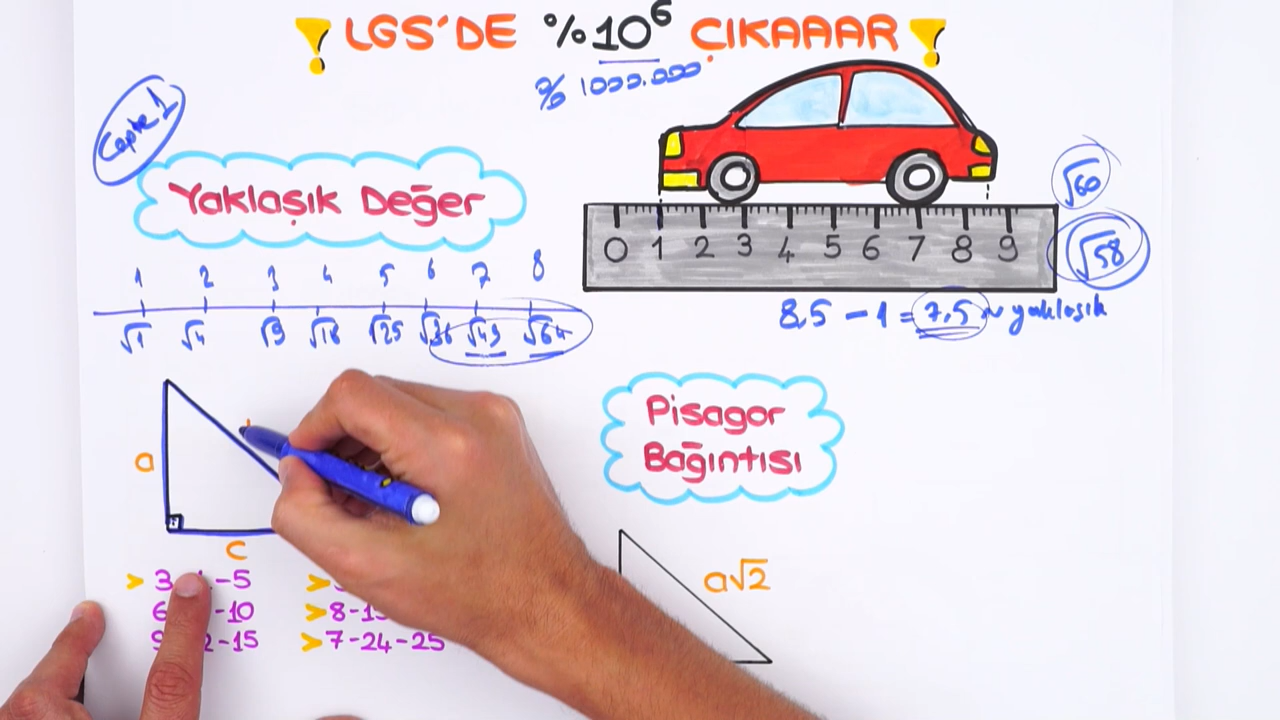 ! LGS'DE %10⁶ ÇIKAAAR !
% 1000.000
Cepte 1
Yaklaşık Değer
1 2 3 4 5 6 7 8
√1 √4 √9 √16 √25 √36 √49 √64
0 1 2 3 4 5 6 7 8 9
√60
√58
8,5 - 1 = 7,5 ~ yaklaşık
a
c
3 -5
-10
-15
>8-15
>7-24-25
Pisagor
Bağıntısı
a√2